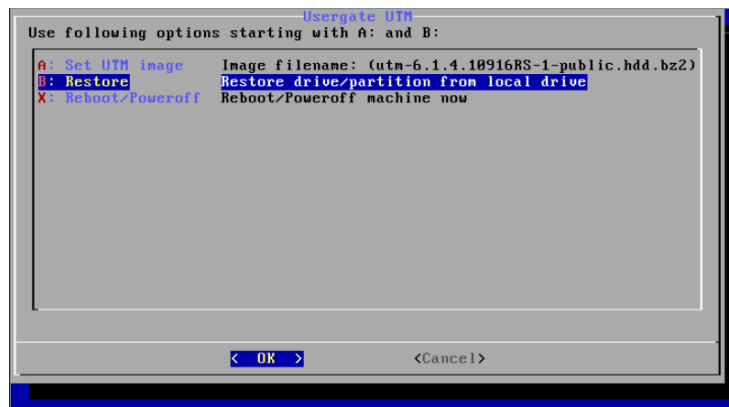 Usergate UTM
Use following options starting with A: and B:
A: Set UTM image Image filename: (utm-6.1.4.10916RS-1-public.hdd.bz2)
B: Restore Restore drive/partition from local drive
X: Reboot/Poweroff Reboot/Poweroff machine now
< OK > <Cancel>